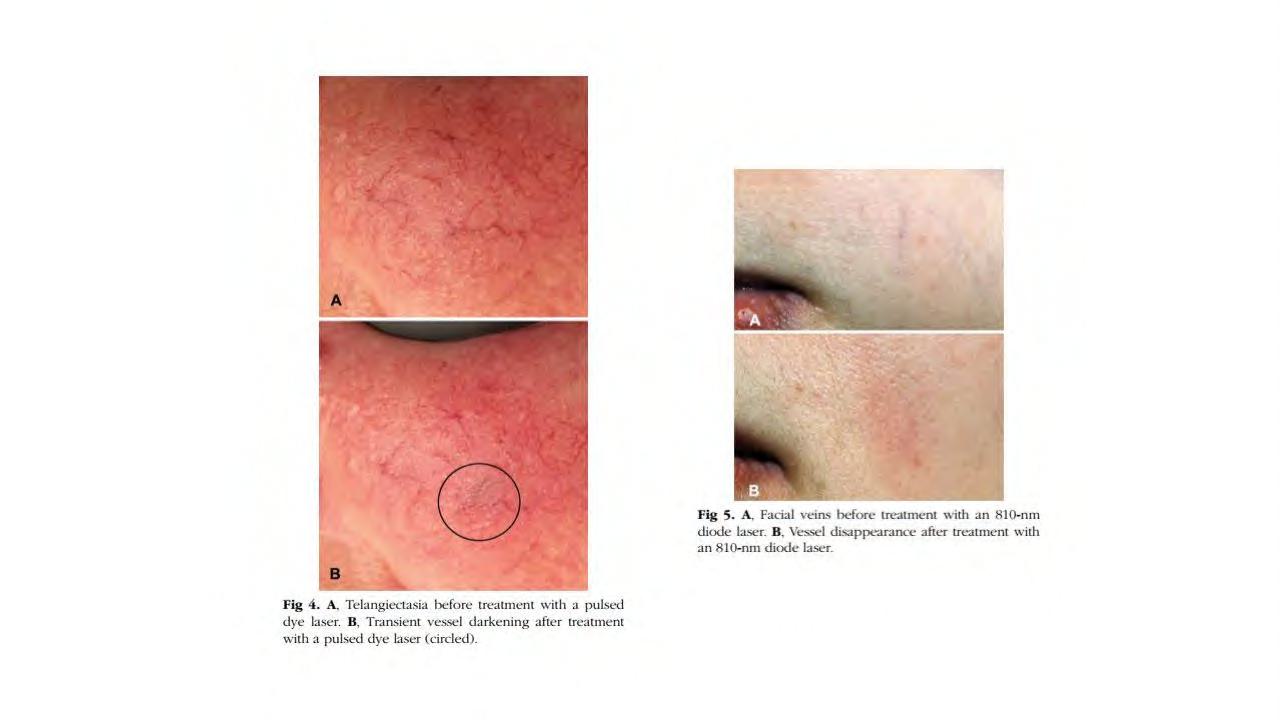 A
B
Fig 4. A, Telangiectasia before treatment with a pulsed
dye laser. B, Transient vessel darkening after treatment
with a pulsed dye laser (circled).
A
B
Fig 5. A, Facial veins before treatment with an 810-nm
diode laser. B, Vessel disappearance after treatment with
an 810-nm diode laser.